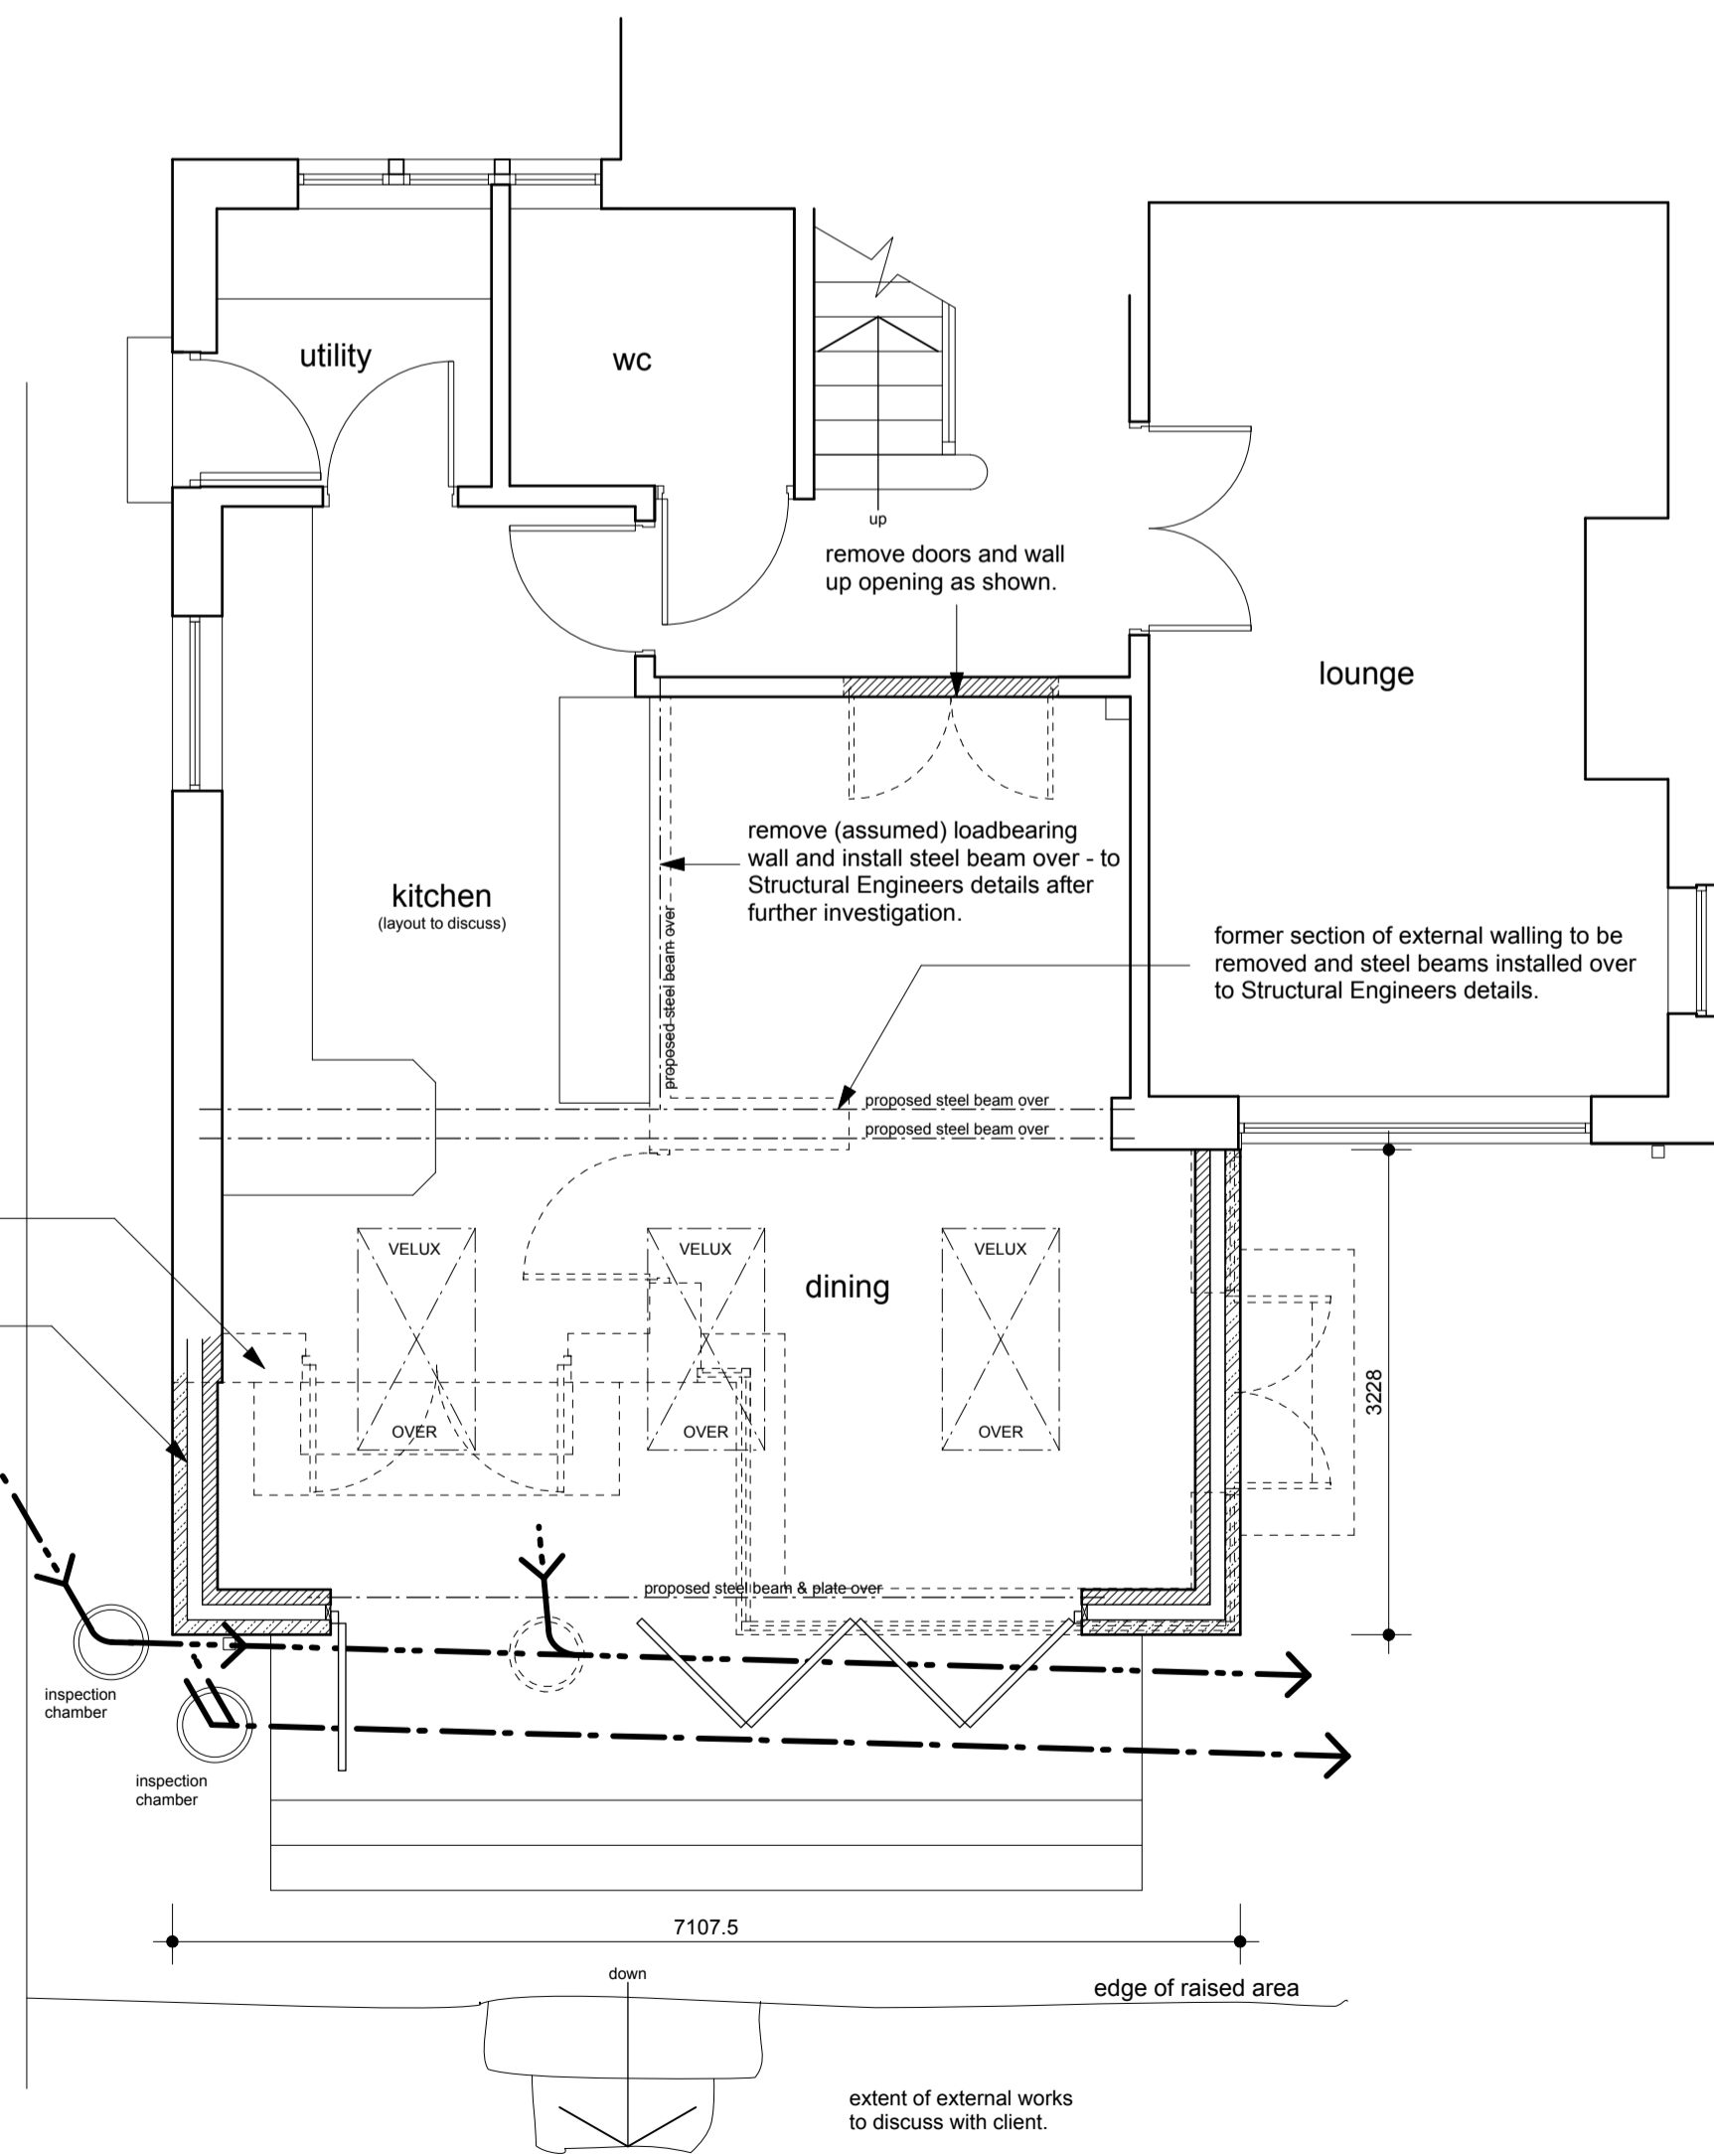 utility
wc
up
remove doors and wall
up opening as shown.
lounge
remove (assumed) loadbearing
wall and install steel beam over - to
Structural Engineers details after
further investigation.
kitchen
(layout to discuss)
proposed steel beam over
former section of external walling to be
removed and steel beams installed over
to Structural Engineers details.
proposed steel beam over
proposed steel beam over
VELUX
VELUX
VELUX
dining
OVER
OVER
OVER
3228
proposed steel beam & plate over
inspection
chamber
inspection
chamber
7107.5
down
edge of raised area
extent of external works
to discuss with client.